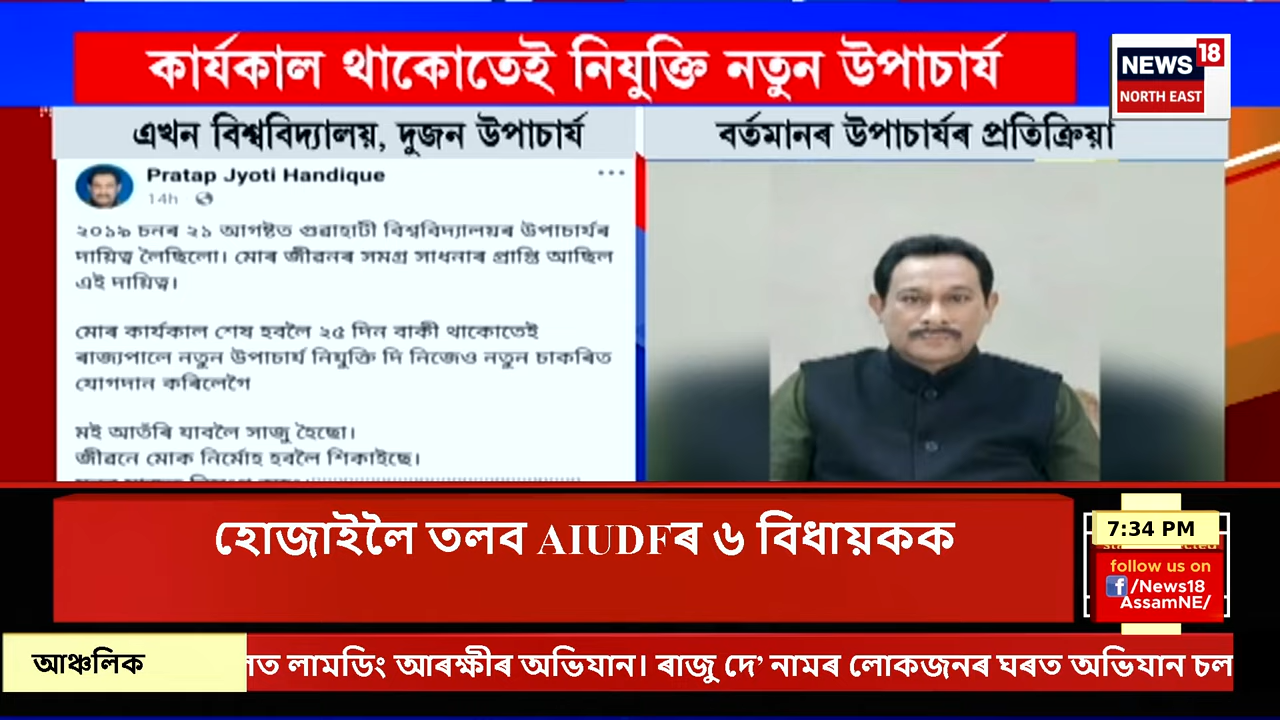 কাৰ্যকাল থাকোতেই নিযুক্তি নতুন উপাচাৰ্য
NEWS 18
NORTH EAST
এখন বিশ্ববিদ্যালয়, দুজন উপাচাৰ্য
বৰ্তমানৰ উপাচাৰ্যৰ প্ৰতিক্ৰিয়া
Pratap Jyoti Handique
14h
২০১৯ চনৰ ২১ আগষ্টত গুৱাহাটী বিশ্ববিদ্যালয়ৰ উপাচাৰ্যৰ
দায়িত্ব লৈছিলো। মোৰ জীৱনৰ সমগ্ৰ সাধনাৰ প্ৰাপ্তি আছিল
এই দায়িত্ব।
মোৰ কাৰ্যকাল শেষ হবলৈ ২৫ দিন বাকী থাকোতেই
ৰাজ্যপালে নতুন উপাচাৰ্য নিযুক্তি দি নিজেও নতুন চাকৰিত
যোগদান কৰিলেগৈ
মই আতঁৰি যাবলৈ সাজু হৈছো।
জীৱনে মোক নিৰ্মোহ হবলৈ শিকাইছে।
হোজাইলৈ তলব AIUDFৰ ৬ বিধায়কক
7:34 PM
follow us on
/News18
AssamNE/
আঞ্চলিক
লত লামডিং আৰক্ষীৰ অভিযান। ৰাজু দে’ নামৰ লোকজনৰ ঘৰত অভিযান চল